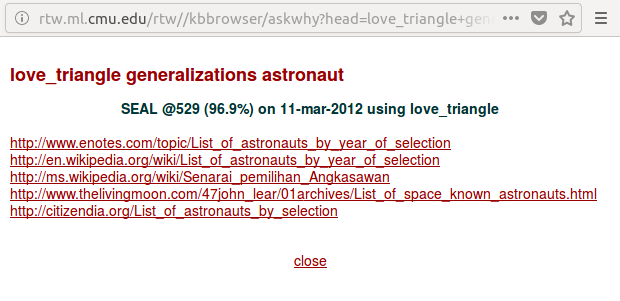 rtw.ml.cmu.edu/rtw//kbbrowser/askwhy?head=love_triangle+gen
love_triangle generalizations astronaut
SEAL @529 (96.9%) on 11-mar-2012 using love_triangle
http://www.enotes.com/topic/List_of_astronauts_by_year_of_selection
http://en.wikipedia.org/wiki/List_of_astronauts_by_year_of_selection
http://ms.wikipedia.org/wiki/Senarai_pemilihan_Angkasawan
http://www.thelivingmoon.com/47john_lear/01archives/List_of_space_known_astronauts.html
http://citizendia.org/List_of_astronauts_by_selection
close